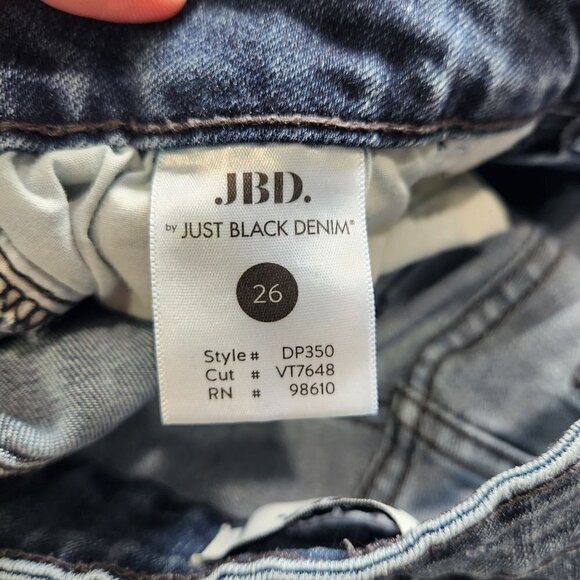 JBD.
by JUST BLACK DENIM®
26
Style # DP350
Cut # VT7648
RN # 98610